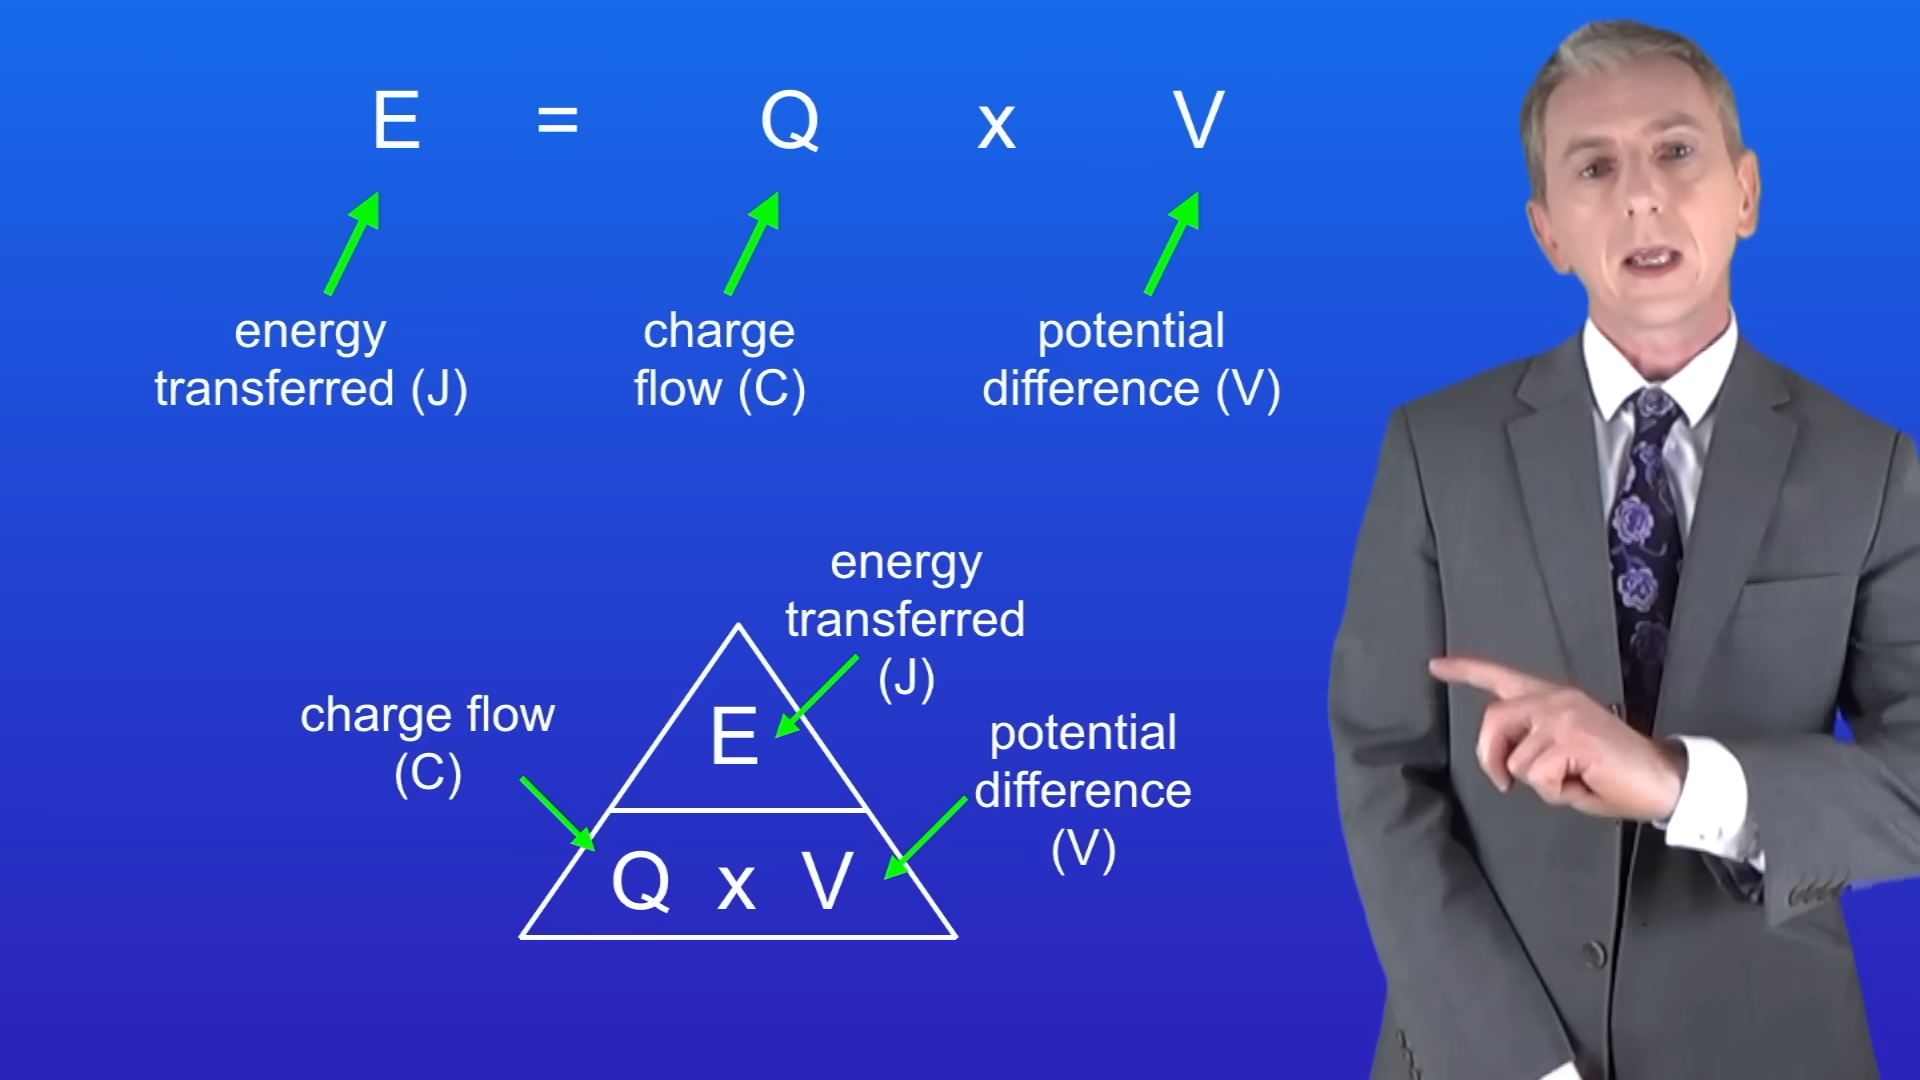 E = Q x V
energy
transferred (J)
charge
flow (C)
potential
difference (V)
energy
transferred
(J)
charge flow
(C)
potential
difference
(V)
E
Q x V